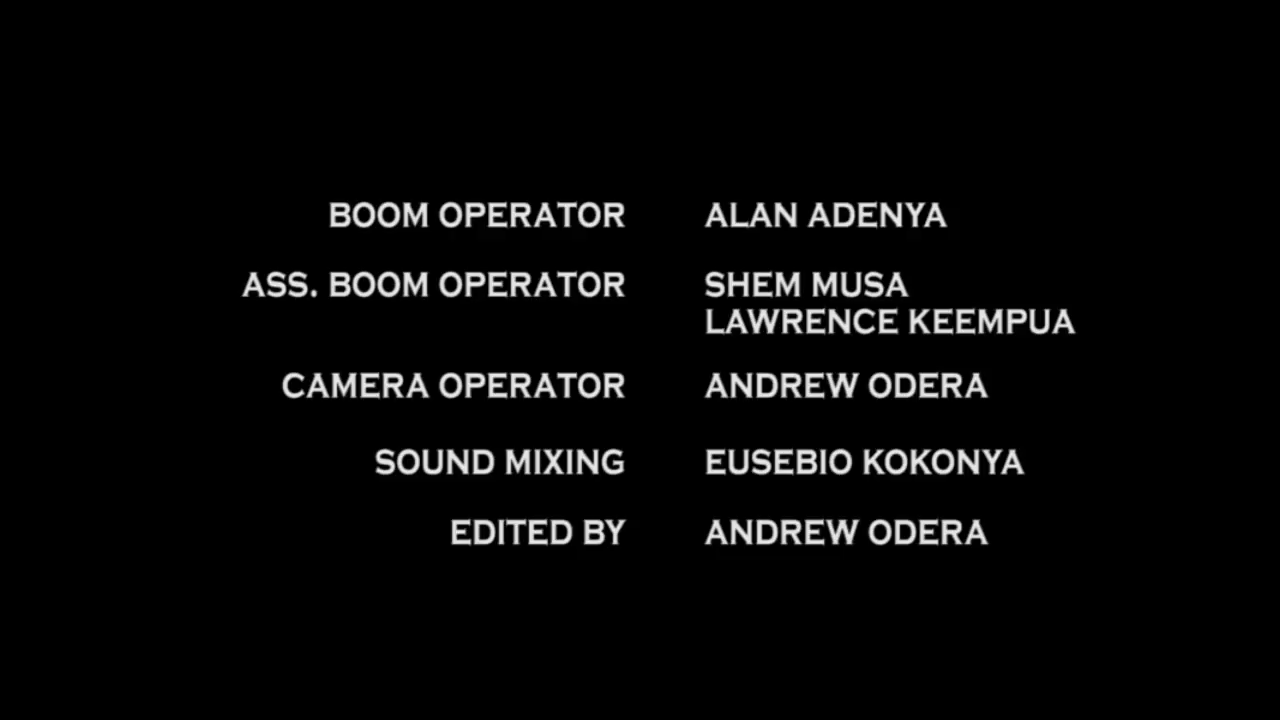 BOOM OPERATOR ALAN ADENYA
ASS. BOOM OPERATOR SHEM MUSA
LAWRENCE KEEMPUA
CAMERA OPERATOR ANDREW ODERA
SOUND MIXING EUSEBIO KOKONYA
EDITED BY ANDREW ODERA